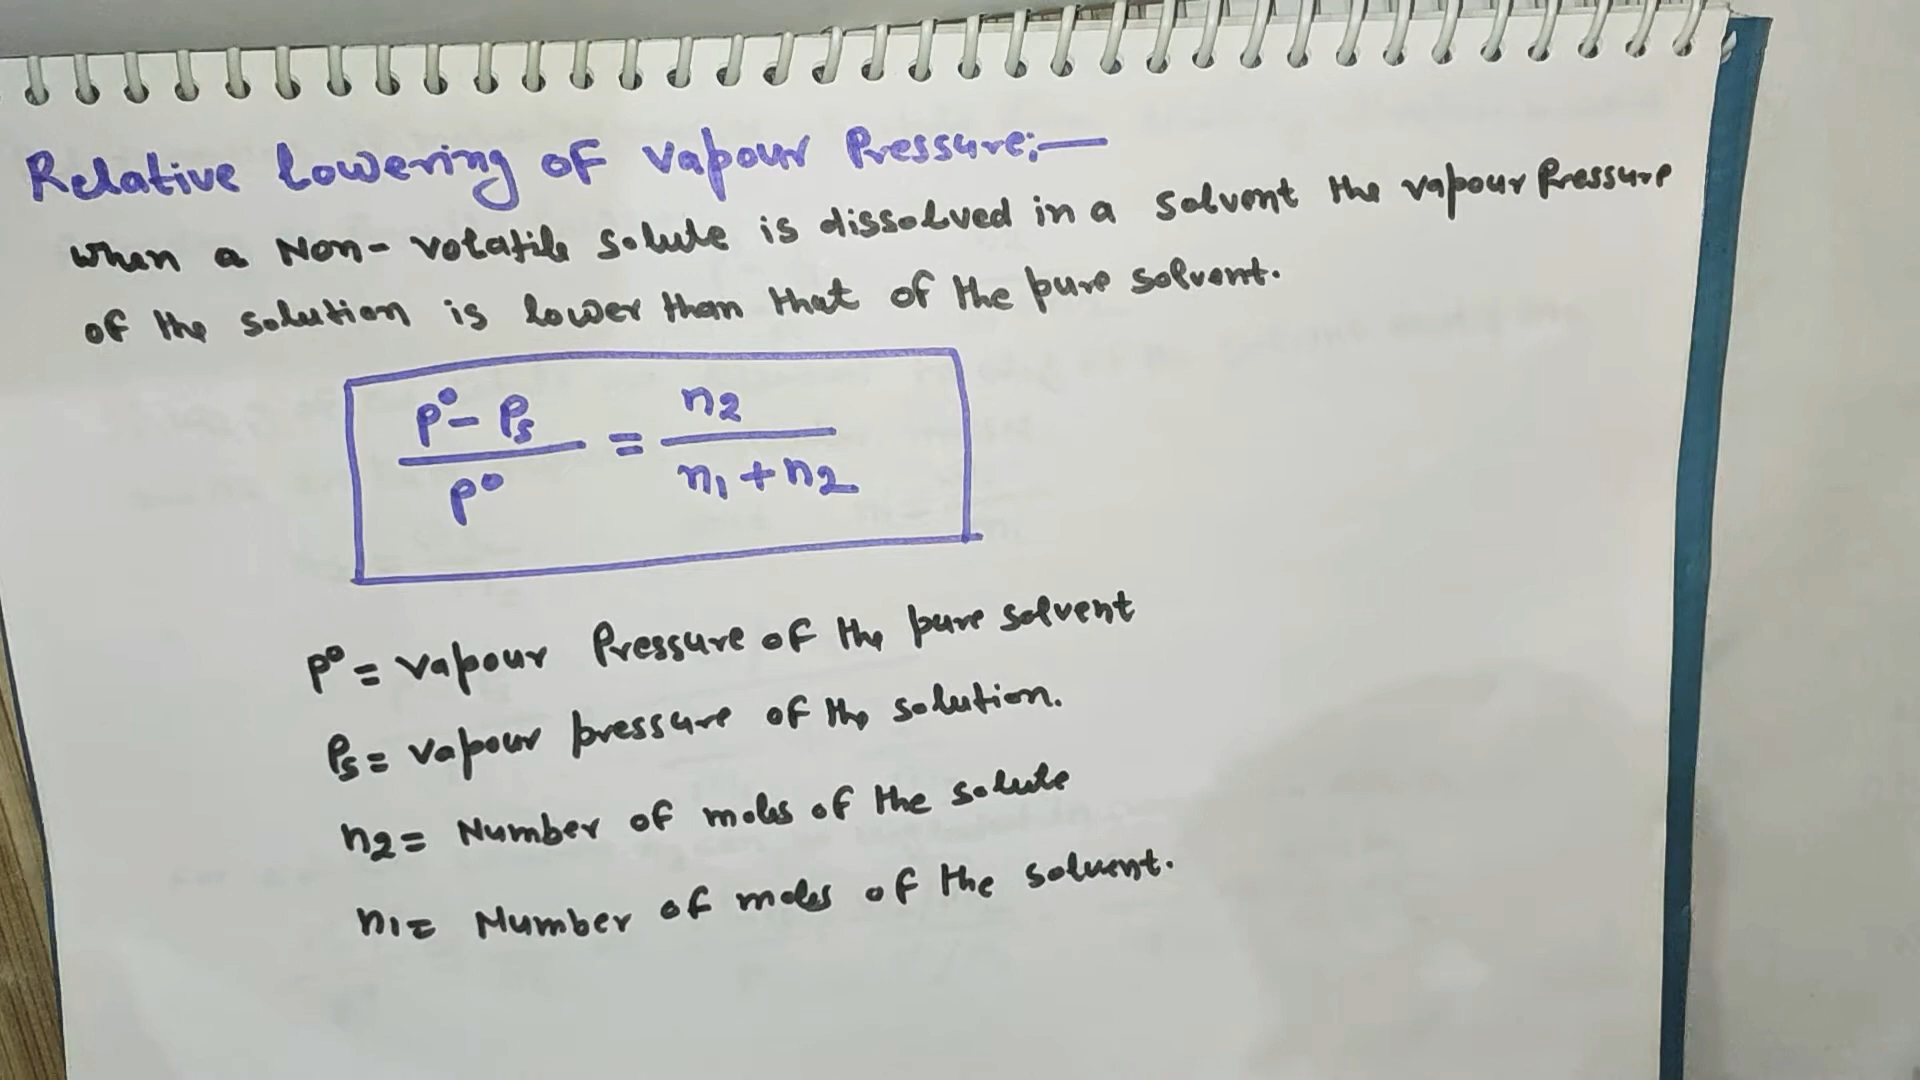 Relative lowering of vapour Pressure:—
When a Non-volatile solute is dissolved in a solvent the vapour Pressure
of the solution is lower than that of the pure solvent.
P° - Ps / P° = n2 / n1 + n2
P° = vapour Pressure of the pure solvent
Ps = vapour pressure of the solution.
n2 = Number of moles of the solute
n1 = Number of moles of the solvent.